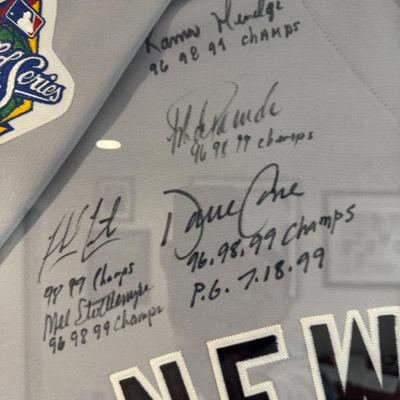 Ramiro Mendoza
96 98 99 CHAMPS
World Series
96 98 99 champs
David Cone
96, 98, 99 Champs
P.G. 7.18.99
98 99 Champs
Mel Stottlemyre
96 98 99 Champs
NEW